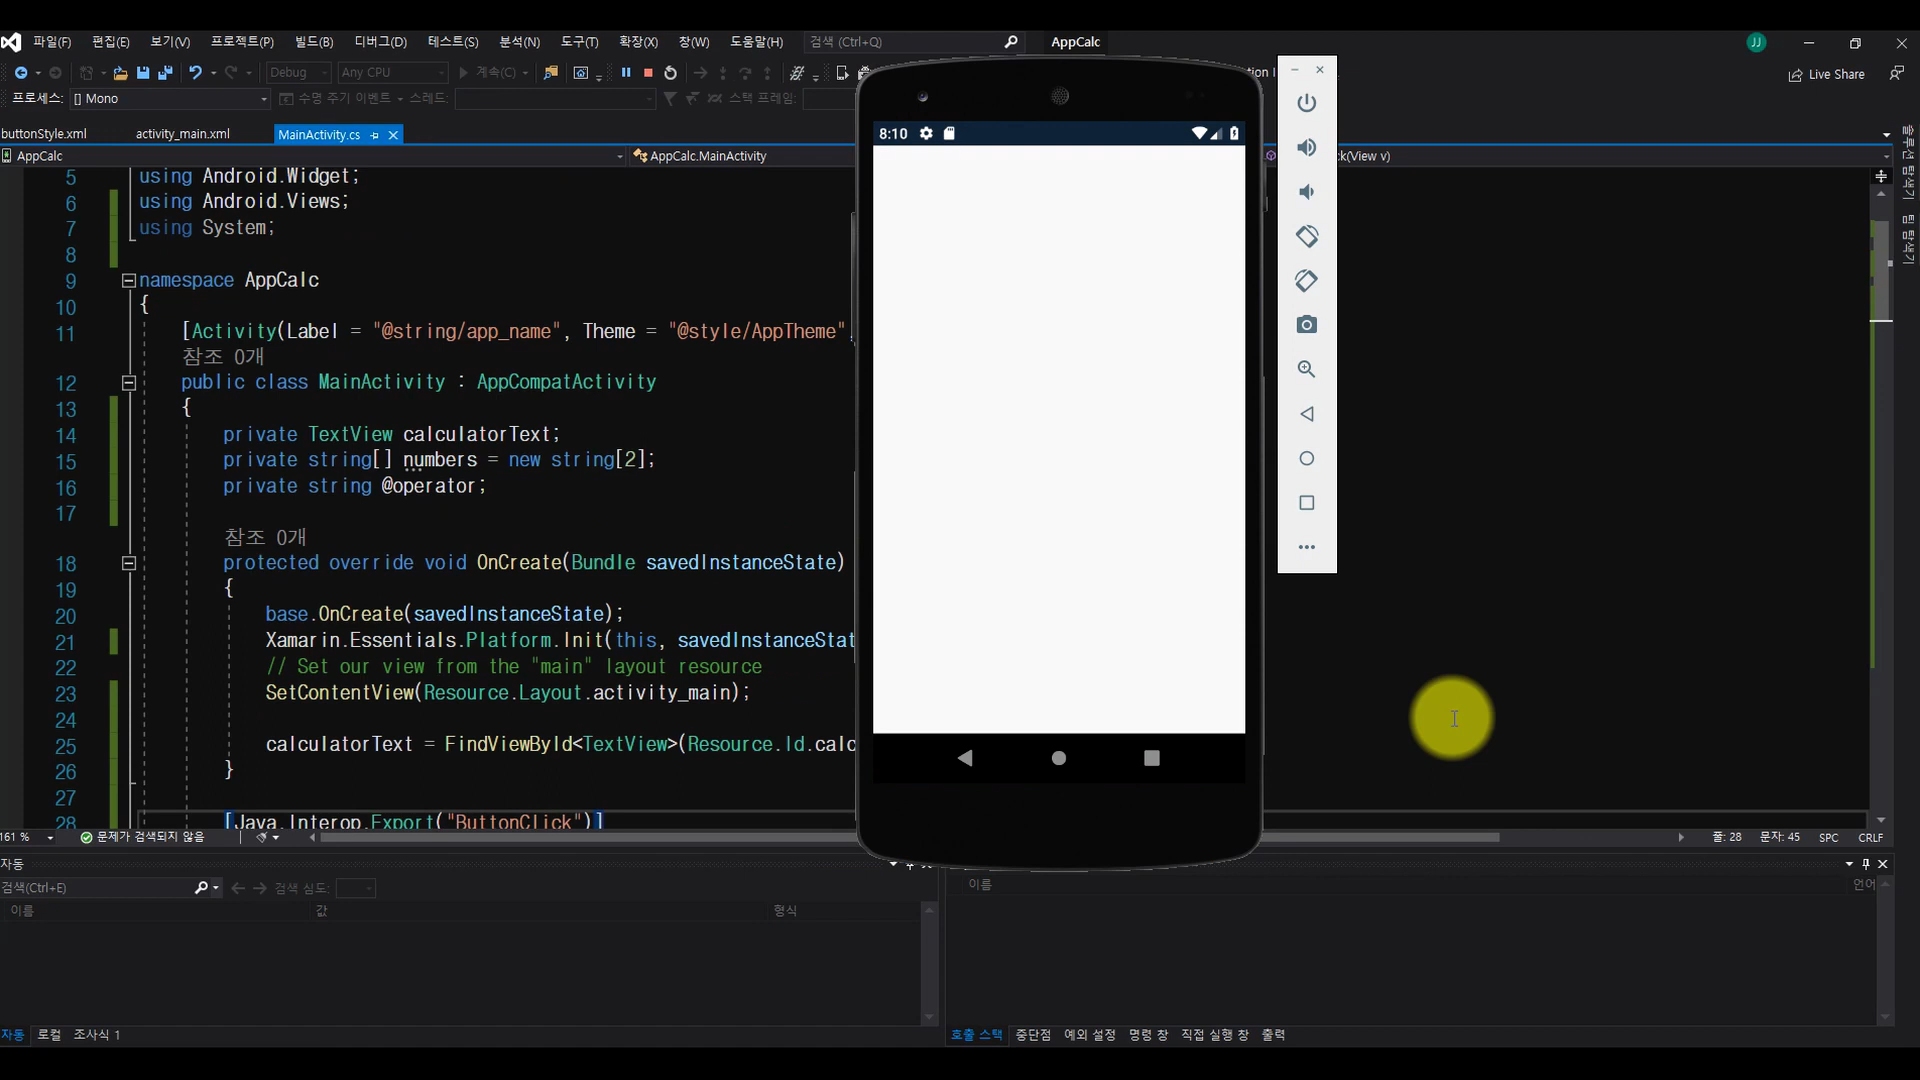 파일(F) 편집(E) 보기(V) 프로젝트(P) 빌드(B) 디버그(D) 테스트(S) 분석(N) 도구(T) 확장(X) 창(W) 도움말(H) 검색 (Ctrl+Q) AppCalc JJ
Debug Any CPU 계속(C) Live Share
프로세스: [] Mono 수명 주기 이벤트 스레드: 스택 프레임:
buttonStyle.xml activity_main.xml MainActivity.cs
AppCalc AppCalc.MainActivity ck(View v)
8:10
5 using Android.Widget;
6 using Android.Views;
7 using System;
8
9 namespace AppCalc
10 {
11 [Activity(Label = "@string/app_name", Theme = "@style/AppTheme"
참조 0개
12 public class MainActivity : AppCompatActivity
13 {
14 private TextView calculatorText;
15 private string[] numbers = new string[2];
16 private string @operator;
17
참조 0개
18 protected override void OnCreate(Bundle savedInstanceState)
19 {
20 base.OnCreate(savedInstanceState);
21 Xamarin.Essentials.Platform.Init(this, savedInstanceStat
22 // Set our view from the "main" layout resource
23 SetContentView(Resource.Layout.activity_main);
24
25 calculatorText = FindViewById<TextView>(Resource.Id.calc
26 }
27
28 [Java.Interop.Export("ButtonClick")]
161 % 문제가 검색되지 않음 줄: 28 문자: 45 SPC CRLF
솔루션 탐색기
팀 탐색기
자동
검색(Ctrl+E) 검색 심도:
이름 값 형식
이름 언어
자동 로컬 조사식 1
호출 스택 중단점 예외 설정 명령 창 직접 실행 창 출력